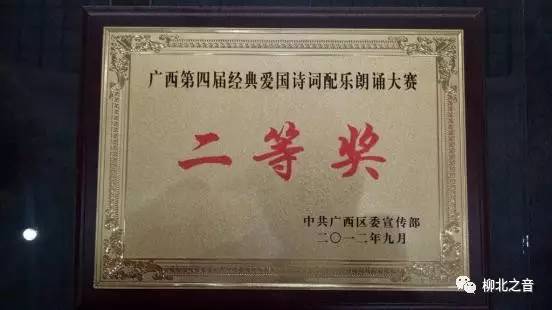 广西第四届经典爱国诗词配乐朗诵大赛
二等奖
中共广西区委宣传部
二〇一二年九月
柳北之音